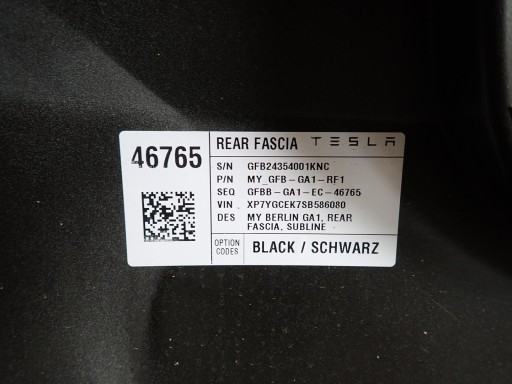 46765
REAR FASCIA TESLA
S/N GFB24354001KNC
P/N MY_GFB-GA1-RF1
SEQ GFBB-GA1-EC-46765
VIN XP7YGCEK7SB586080
DES MY BERLIN GA1, REAR
FASCIA, SUBLINE
OPTION
CODES BLACK / SCHWARZ